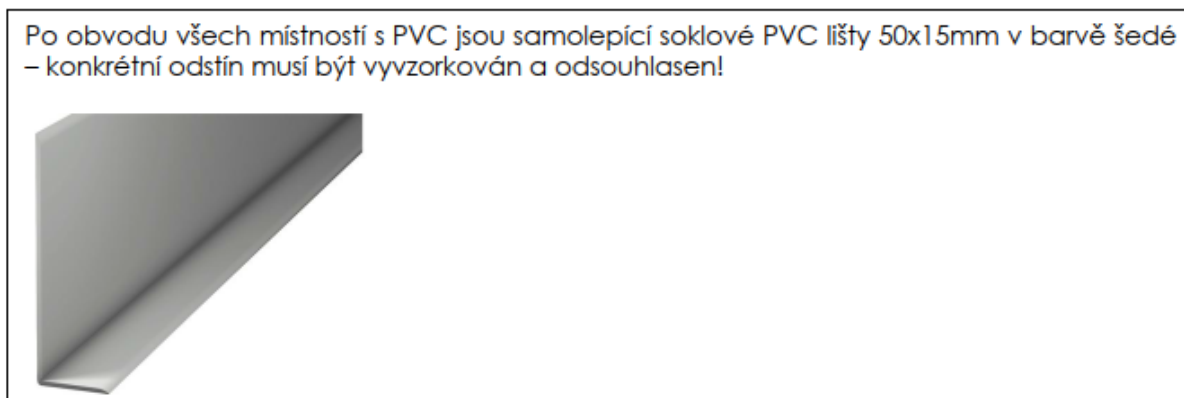 Po obvodu všech místností s PVC jsou samolepící soklové PVC lišty 50x15mm v barvě šedé
– konkrétní odstín musí být vyvzorkován a odsouhlasen!